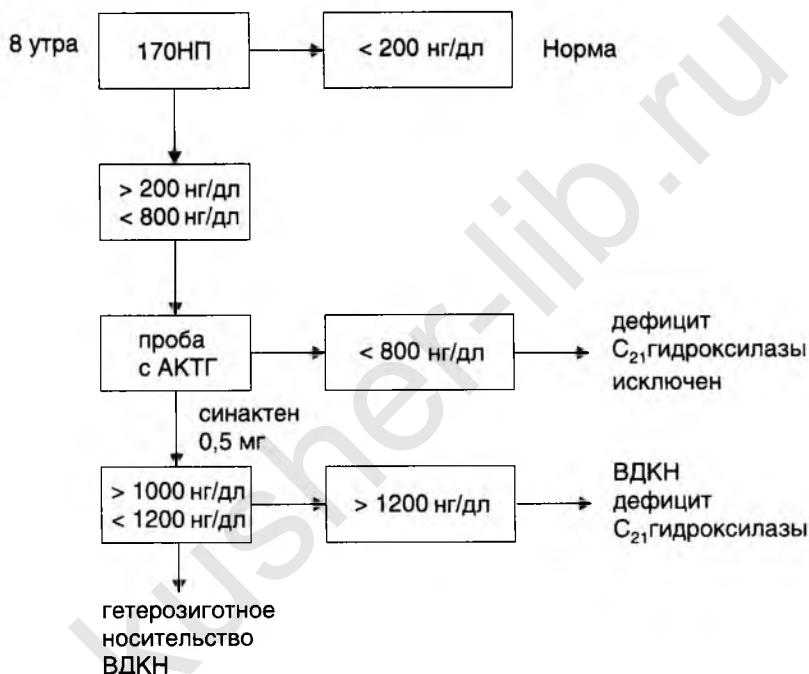 8 утра
170НП
< 200 нг/дл
Норма
> 200 нг/дл
< 800 нг/дл
проба
с АКТГ
< 800 нг/дл
дефицит
C₂₁гидроксилазы
исключен
синактен
0,5 мг
> 1000 нг/дл
< 1200 нг/дл
> 1200 нг/дл
ВДКН
дефицит
C₂₁гидроксилазы
гетерозиготное
носительство
ВДКН
kusher-lib.ru